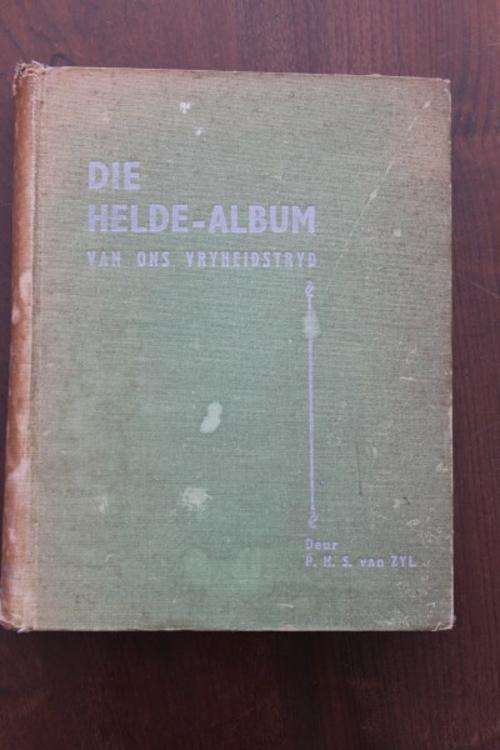 DIE
HELDE-ALBUM
VAN ONS VRYHEIDSTRYD
Deur
P. H. S. van ZYL